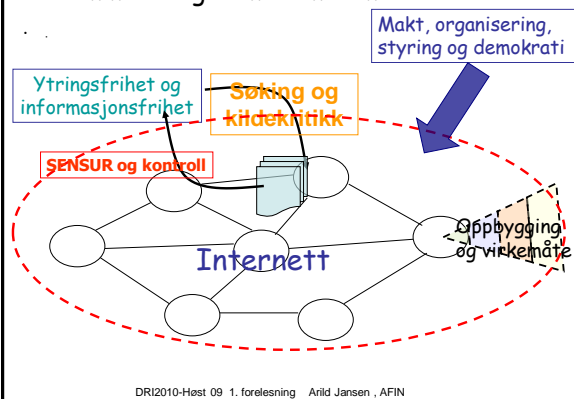 Makt, organisering,
styring og demokrati
Ytringsfrihet og
informasjonsfrihet
Søking og
kildekritikk
SENSUR og kontroll
Internett
Oppbygging
og virkemåte
DRI2010-Høst 09 1. forelesning Arild Jansen , AFIN